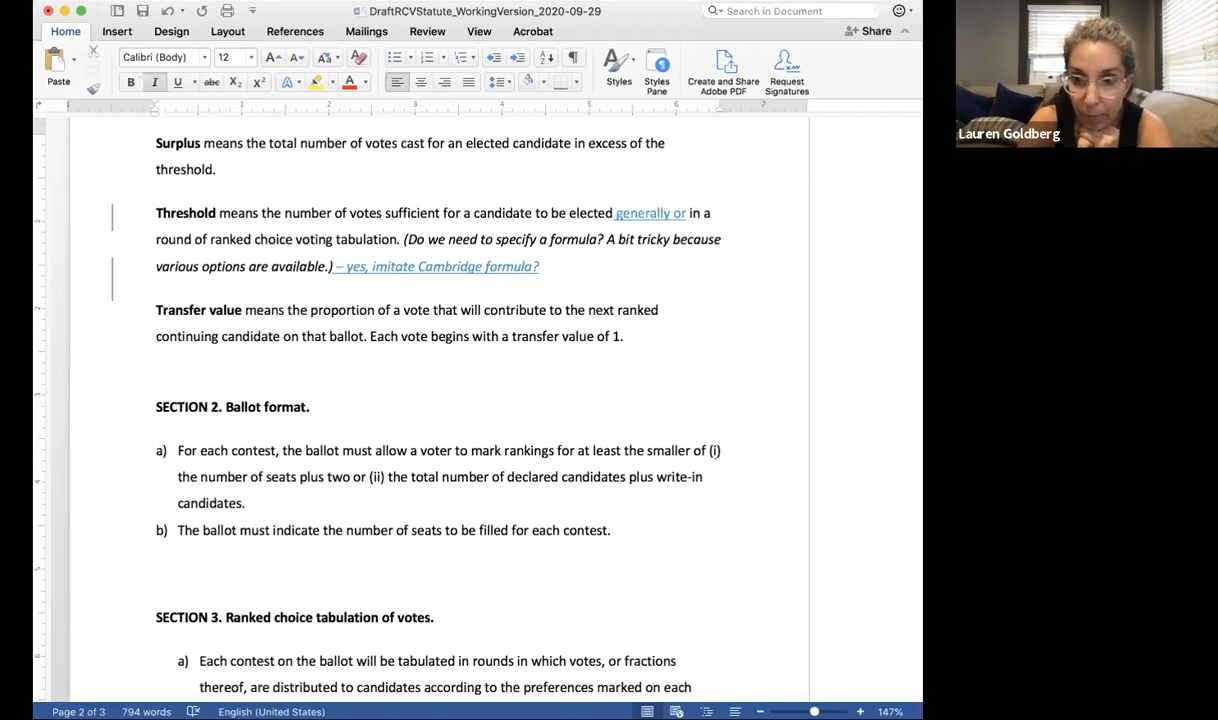 DraftRCVStatute_WorkingVersion_2020-09-29
Search in Document
Home Insert Design Layout References Mailings Review View Acrobat
Share
Paste
Calibri (Body) 12
Styles
Styles Pane
Create and Share Adobe PDF
Request Signatures
B I U abc X2 X2 A A
1 1 2 3 4 5 6 7
Surplus means the total number of votes cast for an elected candidate in excess of the
threshold.
Threshold means the number of votes sufficient for a candidate to be elected generally or in a
round of ranked choice voting tabulation. (Do we need to specify a formula? A bit tricky because
various options are available.) – yes, imitate Cambridge formula?
Transfer value means the proportion of a vote that will contribute to the next ranked
continuing candidate on that ballot. Each vote begins with a transfer value of 1.
SECTION 2. Ballot format.
a) For each contest, the ballot must allow a voter to mark rankings for at least the smaller of (i)
the number of seats plus two or (ii) the total number of declared candidates plus write-in
candidates.
b) The ballot must indicate the number of seats to be filled for each contest.
SECTION 3. Ranked choice tabulation of votes.
a) Each contest on the ballot will be tabulated in rounds in which votes, or fractions
thereof, are distributed to candidates according to the preferences marked on each
Page 2 of 3 794 words English (United States) 147%
Lauren Goldberg